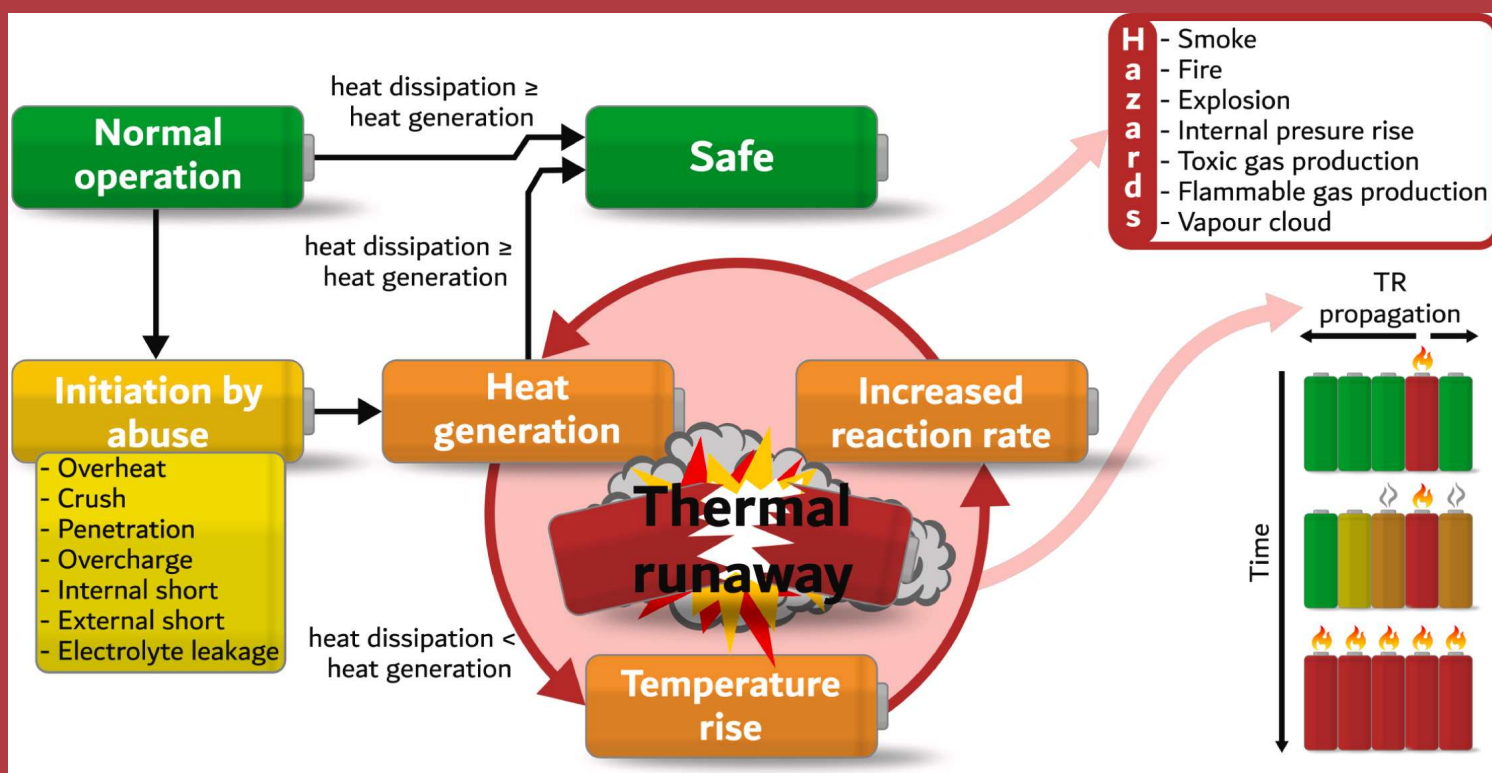 Normal
operation
heat dissipation ≥
heat generation
Safe
heat dissipation ≥
heat generation
Initiation by
abuse
- Overheat
- Crush
- Penetration
- Overcharge
- Internal short
- External short
- Electrolyte leakage
Heat
generation
Increased
reaction rate
Thermal
runaway
heat dissipation <
heat generation
Temperature
rise
Hazards
- Smoke
- Fire
- Explosion
- Internal presure rise
- Toxic gas production
- Flammable gas production
- Vapour cloud
TR
propagation
Time